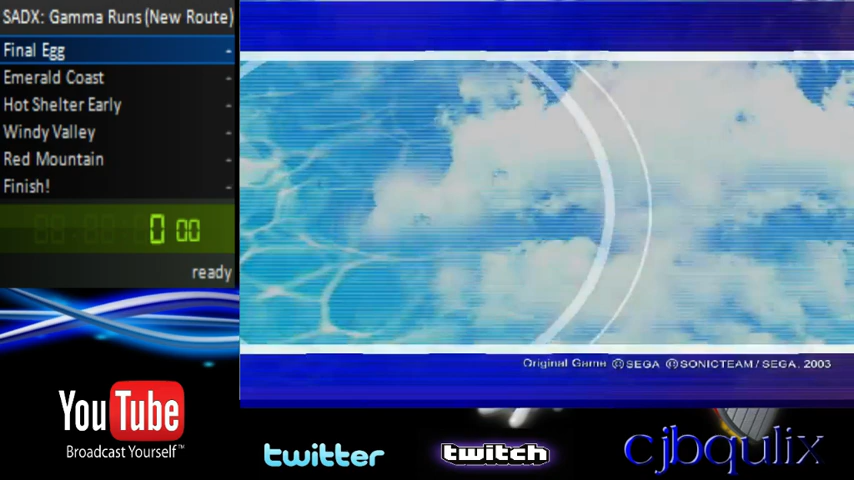 SADX: Gamma Runs (New Route)
Final Egg -
Emerald Coast -
Hot Shelter Early -
Windy Valley -
Red Mountain -
Finish! -
0 00
ready
Original Game ©SEGA ©SONICTEAM/SEGA, 2003
YouTube
Broadcast Yourself™
twitter
twitch
cjbqulix